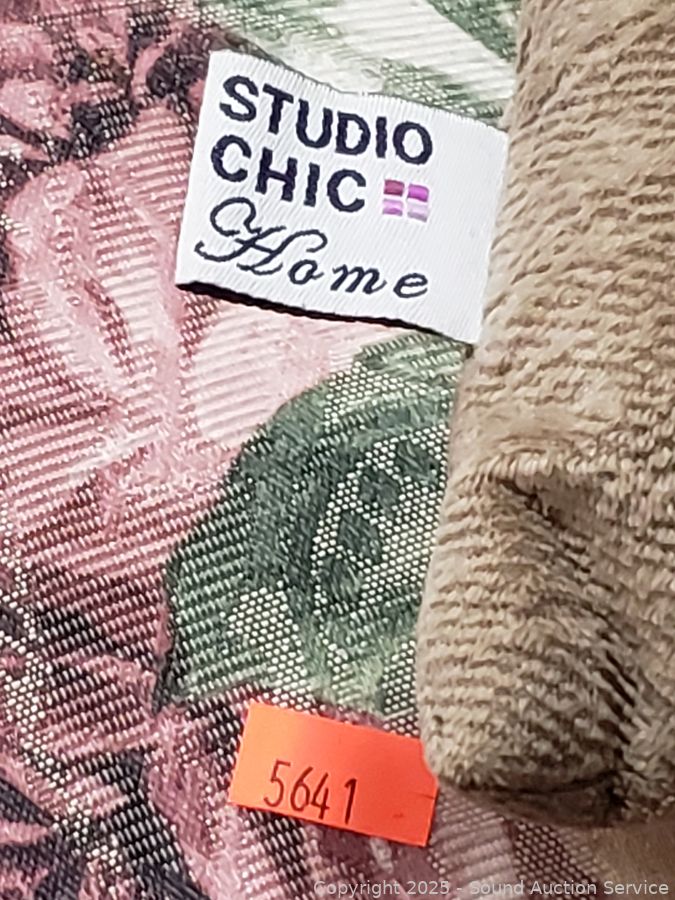 STUDIO
CHIC
Home
5641
Copyright 2025 - Sound Auction Service